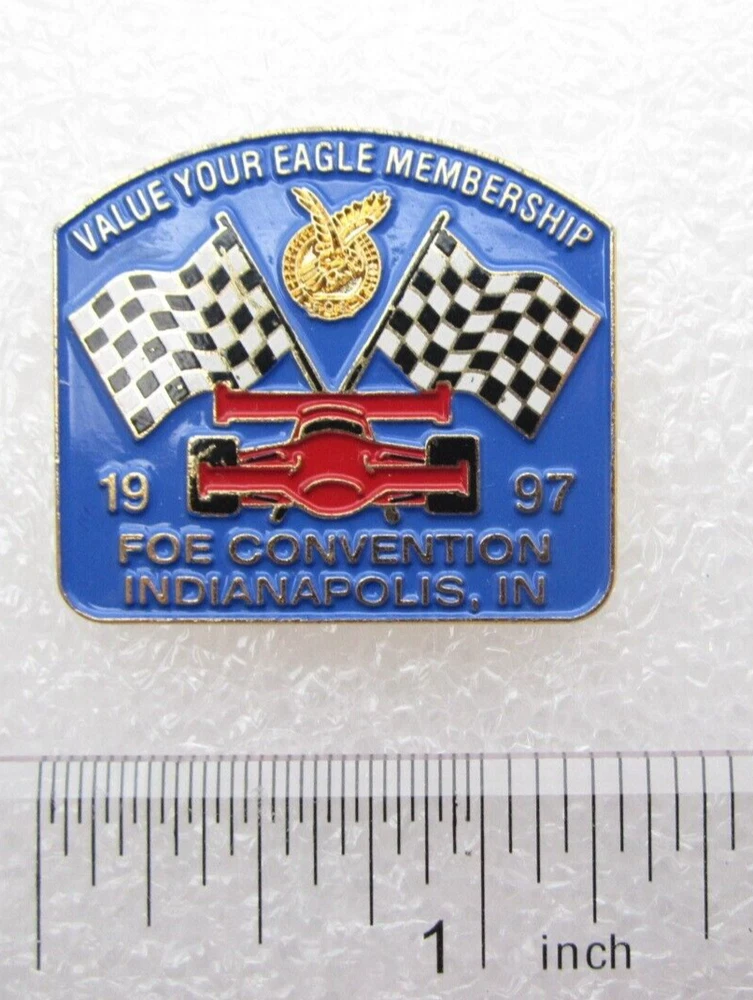 VALUE YOUR EAGLE MEMBERSHIP
19 97
FOE CONVENTION
INDIANAPOLIS, IN
1 inch